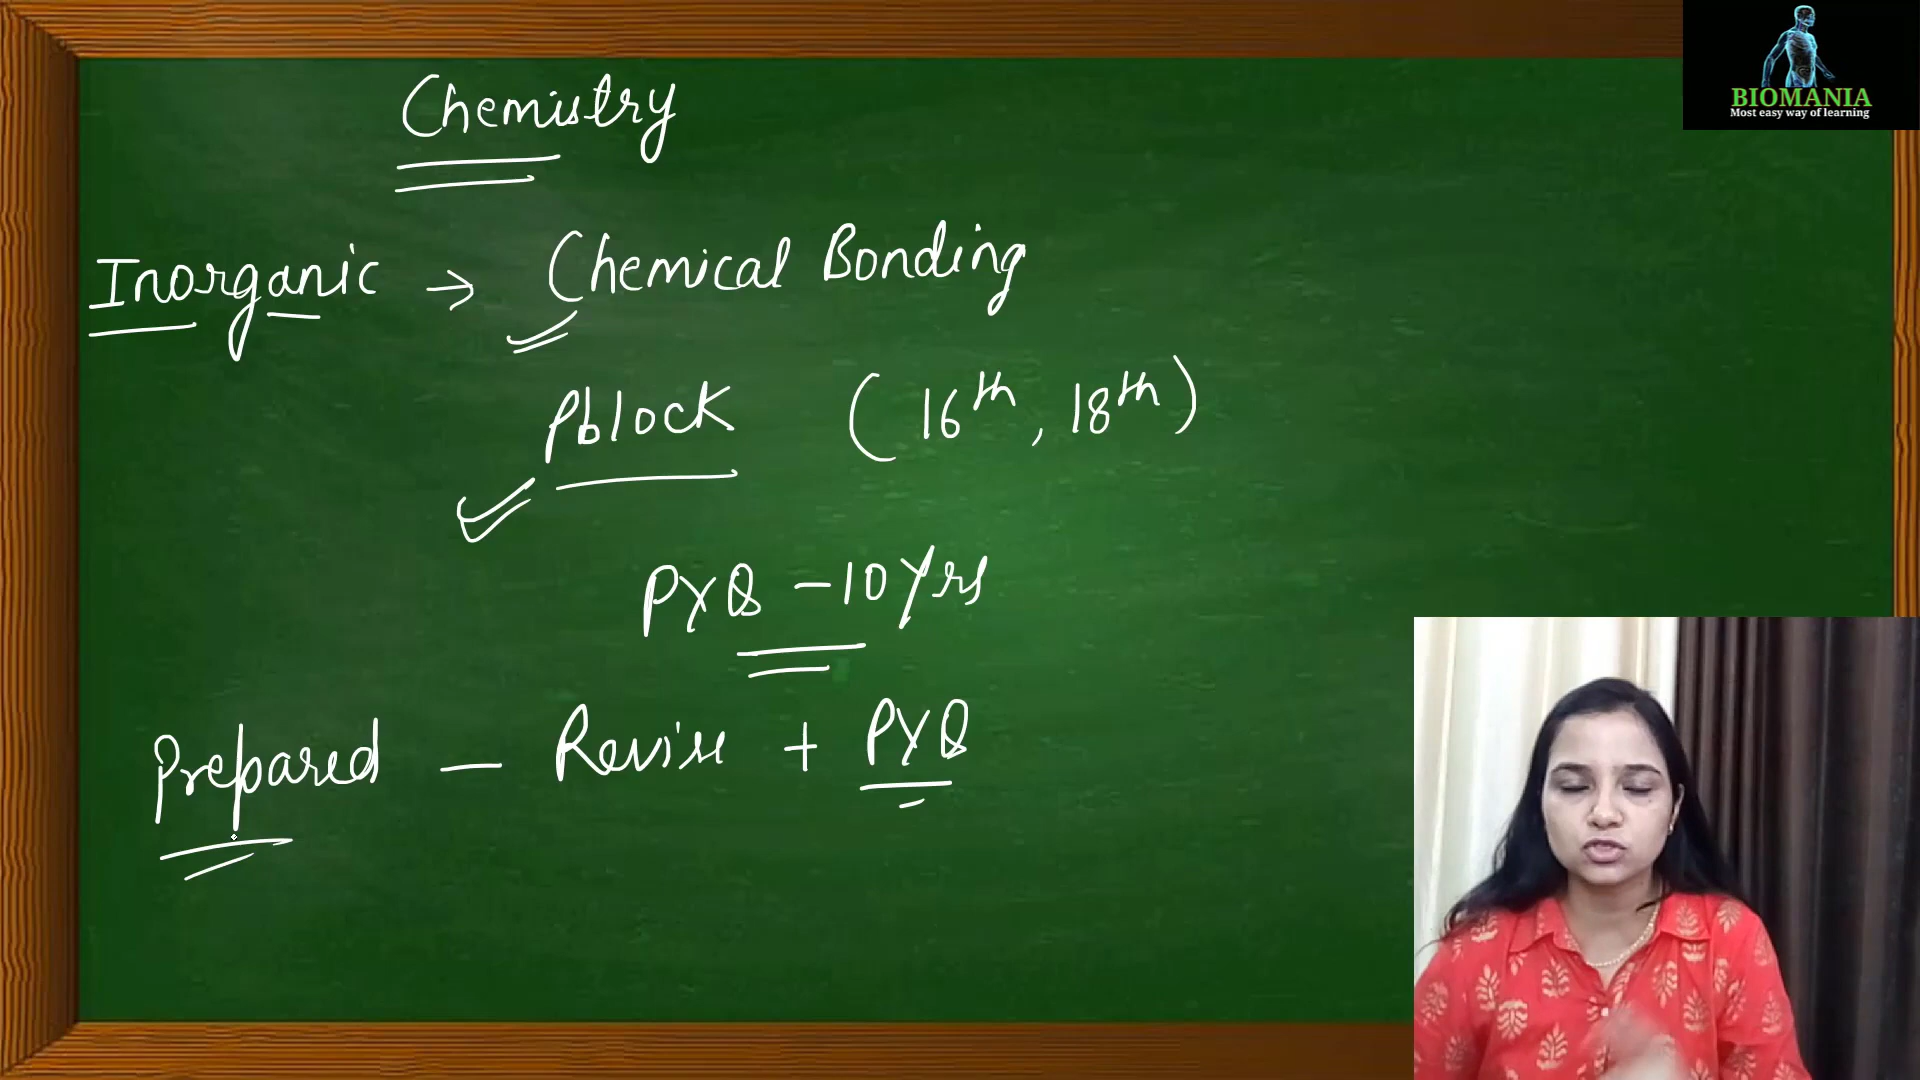 Chemistry
Inorganic → Chemical Bonding
Pblock (16th, 18th)
PYQ - 10 Yrs
Prepared - Revise + PYQ
BIOMANIA
Most easy way of learning